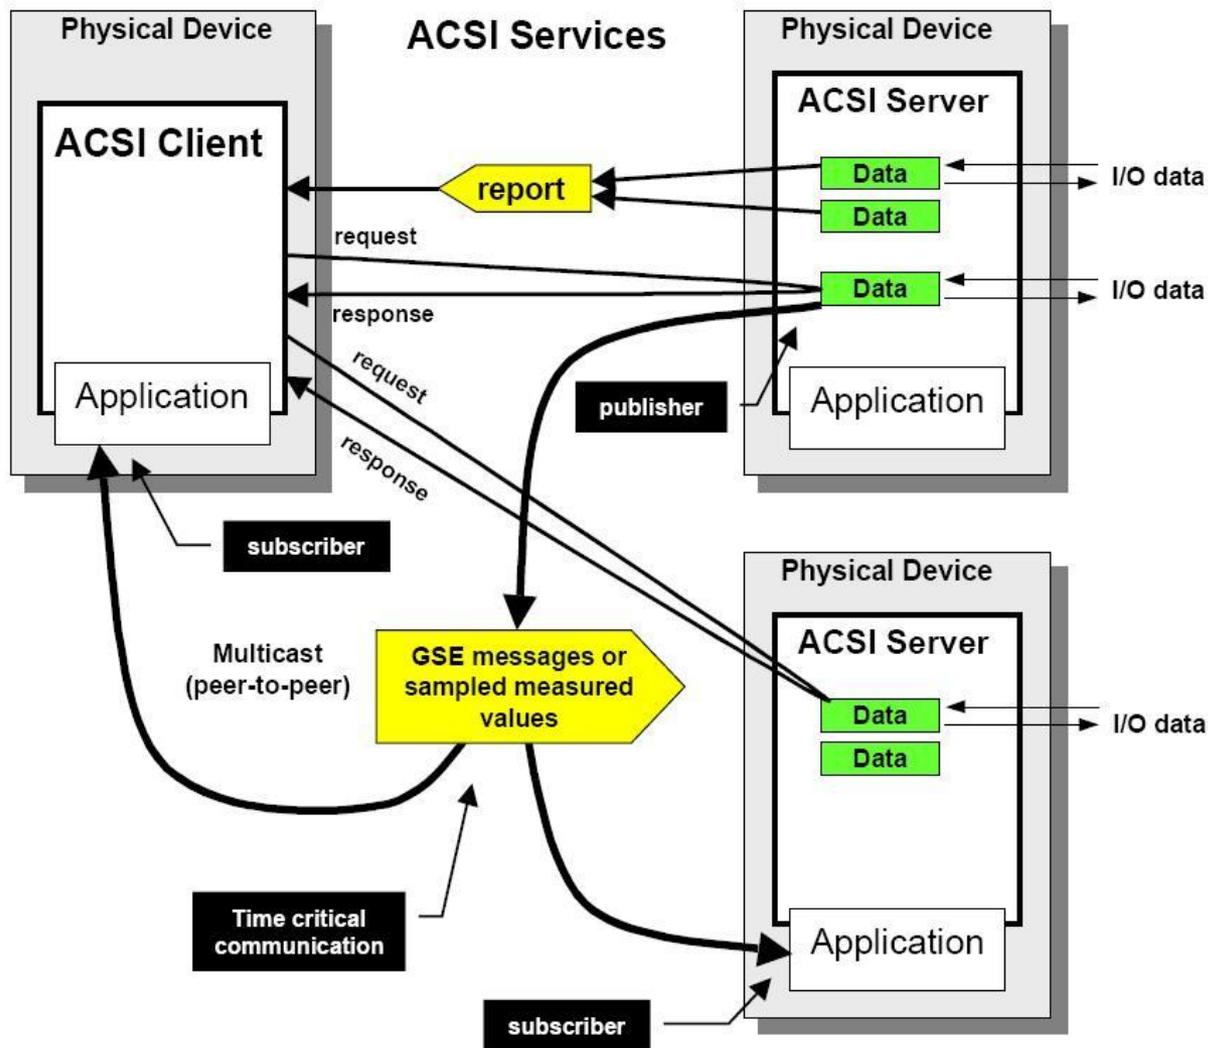 Physical Device
ACSI Services
Physical Device
ACSI Client
ACSI Server
report
Data
I/O data
Data
request
Data
I/O data
response
request
Application
publisher
Application
response
subscriber
Physical Device
ACSI Server
Multicast
(peer-to-peer)
GSE messages or
sampled measured
values
Data
I/O data
Data
Time critical
communication
Application
subscriber